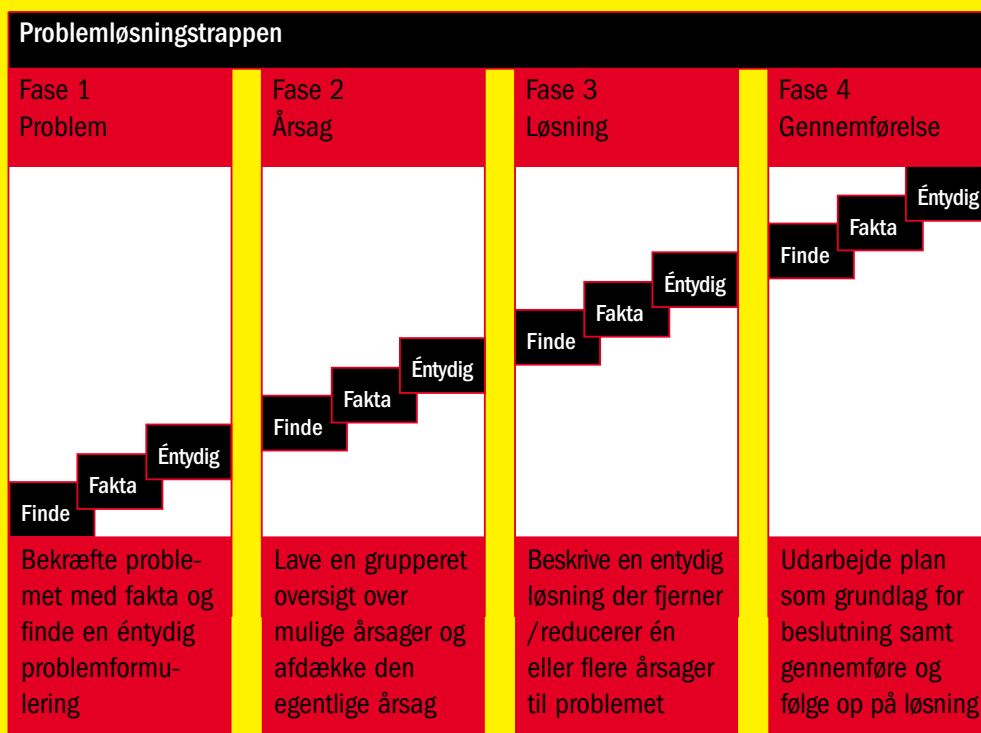 Problemløsningstrappen
Fase 1
Problem
Finde
Fakta
Éntydig
Bekræfte proble-
met med fakta og
finde en éntydig
problemformu-
lering
Fase 2
Årsag
Finde
Fakta
Éntydig
Lave en grupperet
oversigt over
mulige årsager og
afdække den
egentlige årsag
Fase 3
Løsning
Finde
Fakta
Éntydig
Beskrive en entydig
løsning der fjerner
/reducerer én
eller flere årsager
til problemet
Fase 4
Gennemførelse
Finde
Fakta
Éntydig
Udarbejde plan
som grundlag for
beslutning samt
gennemføre og
følge op på løsning